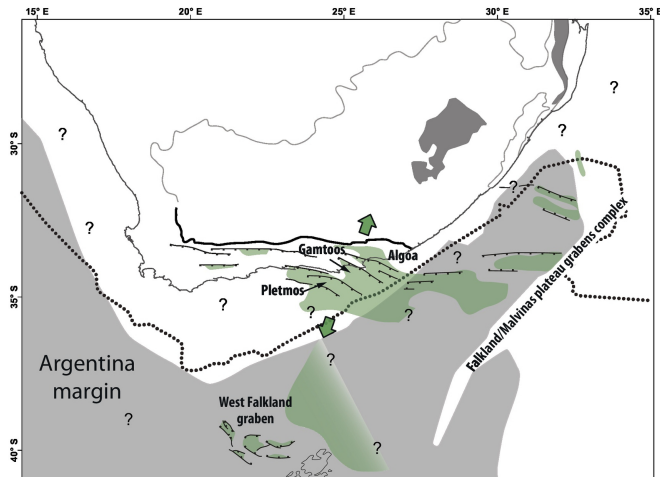 15° E
20° E
25° E
30° E
35° E
?
?
30°S
?
?
?
Gamtoos
Algoa
?
Pletmos
35°S
?
?
?
Falkland/Malvinas plateau grabens complex
Argentina
margin
?
West Falkland
graben
?
?
40°S